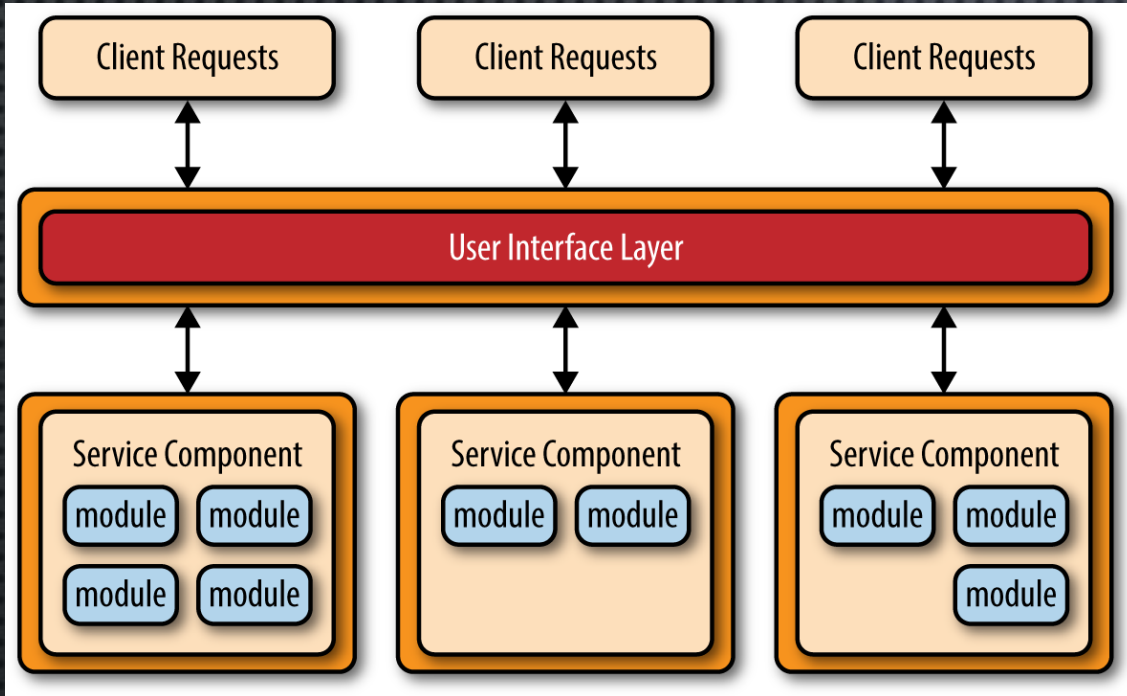 Client Requests
Client Requests
Client Requests
User Interface Layer
Service Component
module module
module module
Service Component
module module
Service Component
module module
module